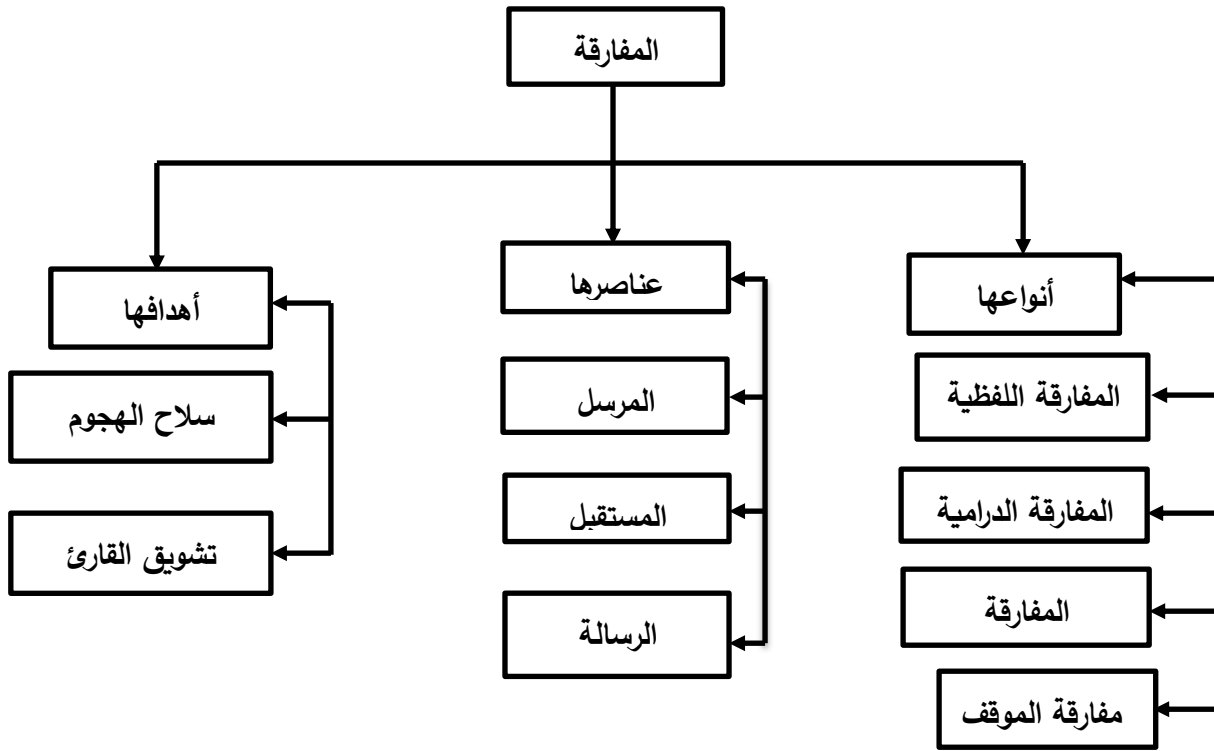 المفارقة
أنواعها
المفارقة اللفظية
المفارقة الدرامية
المفارقة
مفارقة الموقف
عناصرها
المرسل
المستقبل
الرسالة
أهدافها
سلاح الهجوم
تشويق القارئ